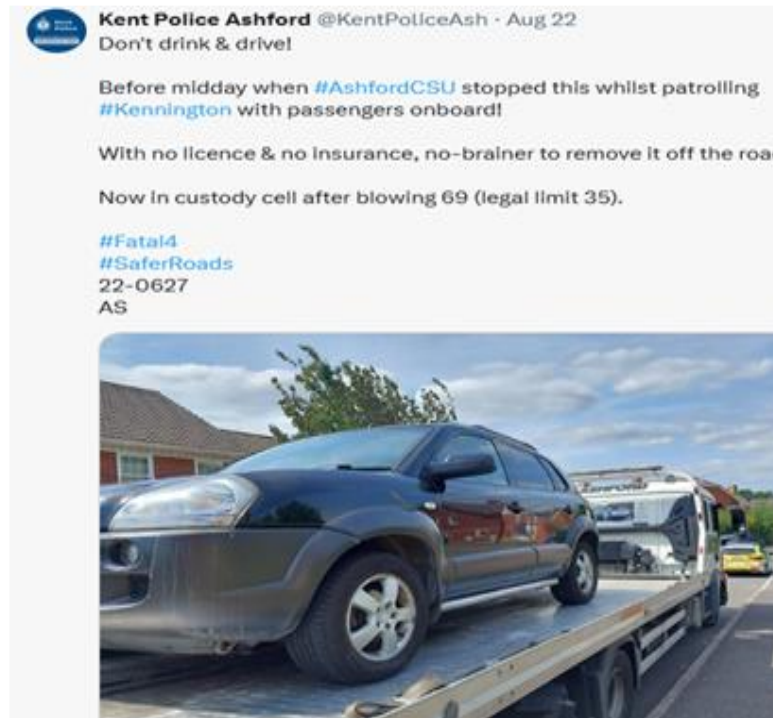 Kent Police Ashford @KentPoliceAsh · Aug 22
Don't drink & drive!
Before midday when #AshfordCSU stopped this whilst patrolling
#Kennington with passengers onboard!
With no licence & no insurance, no-brainer to remove it off the roa
Now in custody cell after blowing 69 (legal limit 35).
#Fatal4
#SaferRoads
22-0627
AS